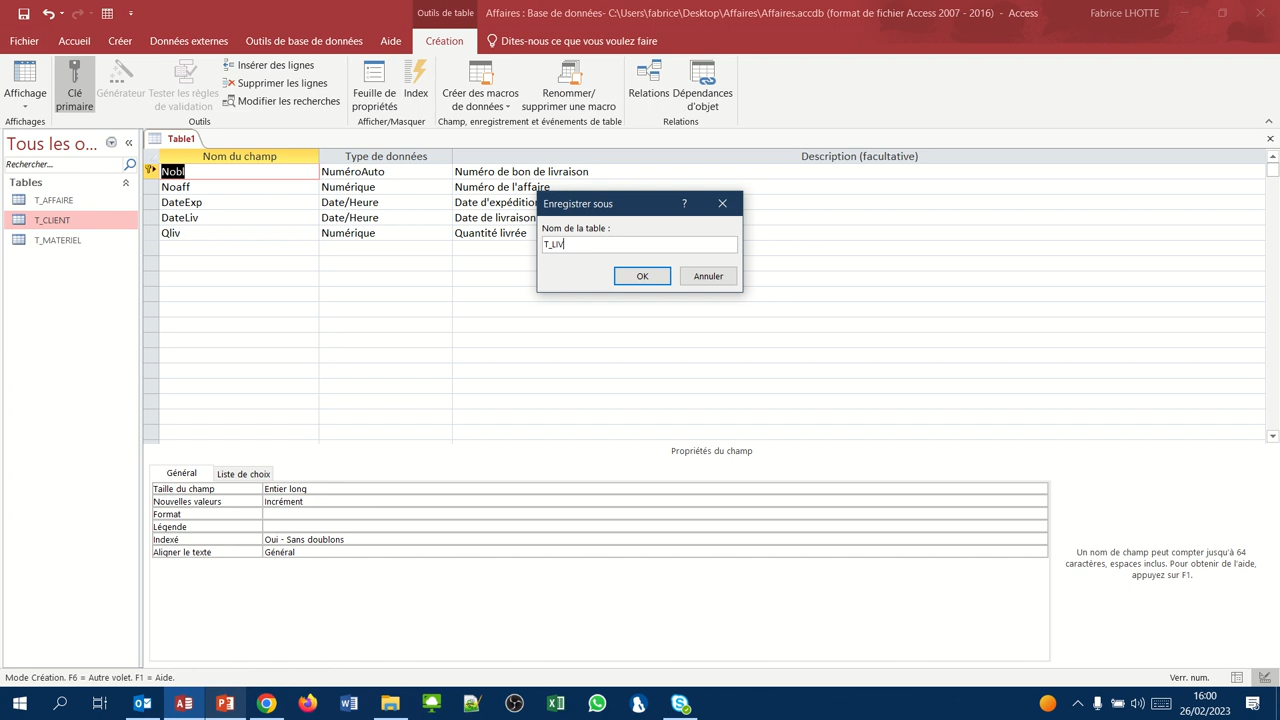 Outils de table
Affaires : Base de données- C:\Users\fabrice\Desktop\Affaires\Affaires.accdb (format de fichier Access 2007 - 2016) - Access
Fabrice LHOTTE
Fichier
Accueil
Créer
Données externes
Outils de base de données
Aide
Création
Dites-nous ce que vous voulez faire
Affichage
Clé primaire
Générateur
Tester les règles de validation
Insérer des lignes
Supprimer les lignes
Modifier les recherches
Feuille de propriétés
Index
Créer des macros de données
Renommer/ supprimer une macro
Relations
Dépendances d'objet
Affichages
Outils
Afficher/Masquer
Champ, enregistrement et événements de table
Relations
Tous les o...
Rechercher...
Tables
T_AFFAIRE
T_CLIENT
T_MATERIEL
Table1
Nom du champ
Type de données
Description (facultative)
Nobl
NuméroAuto
Numéro de bon de livraison
Noaff
Numérique
Numéro de l'affaire
DateExp
Date/Heure
Date d'expédition
DateLiv
Date/Heure
Date de livraison
Qliv
Numérique
Quantité livrée
Enregistrer sous
?
Nom de la table :
T_LIV
OK
Annuler
Propriétés du champ
Général
Liste de choix
Taille du champ
Entier long
Nouvelles valeurs
Incrément
Format
Légende
Indexé
Oui - Sans doublons
Aligner le texte
Général
Un nom de champ peut compter jusqu'à 64
caractères, espaces inclus. Pour obtenir de l'aide,
appuyez sur F1.
Mode Création. F6 = Autre volet. F1 = Aide.
Verr. num.
16:00
26/02/2023